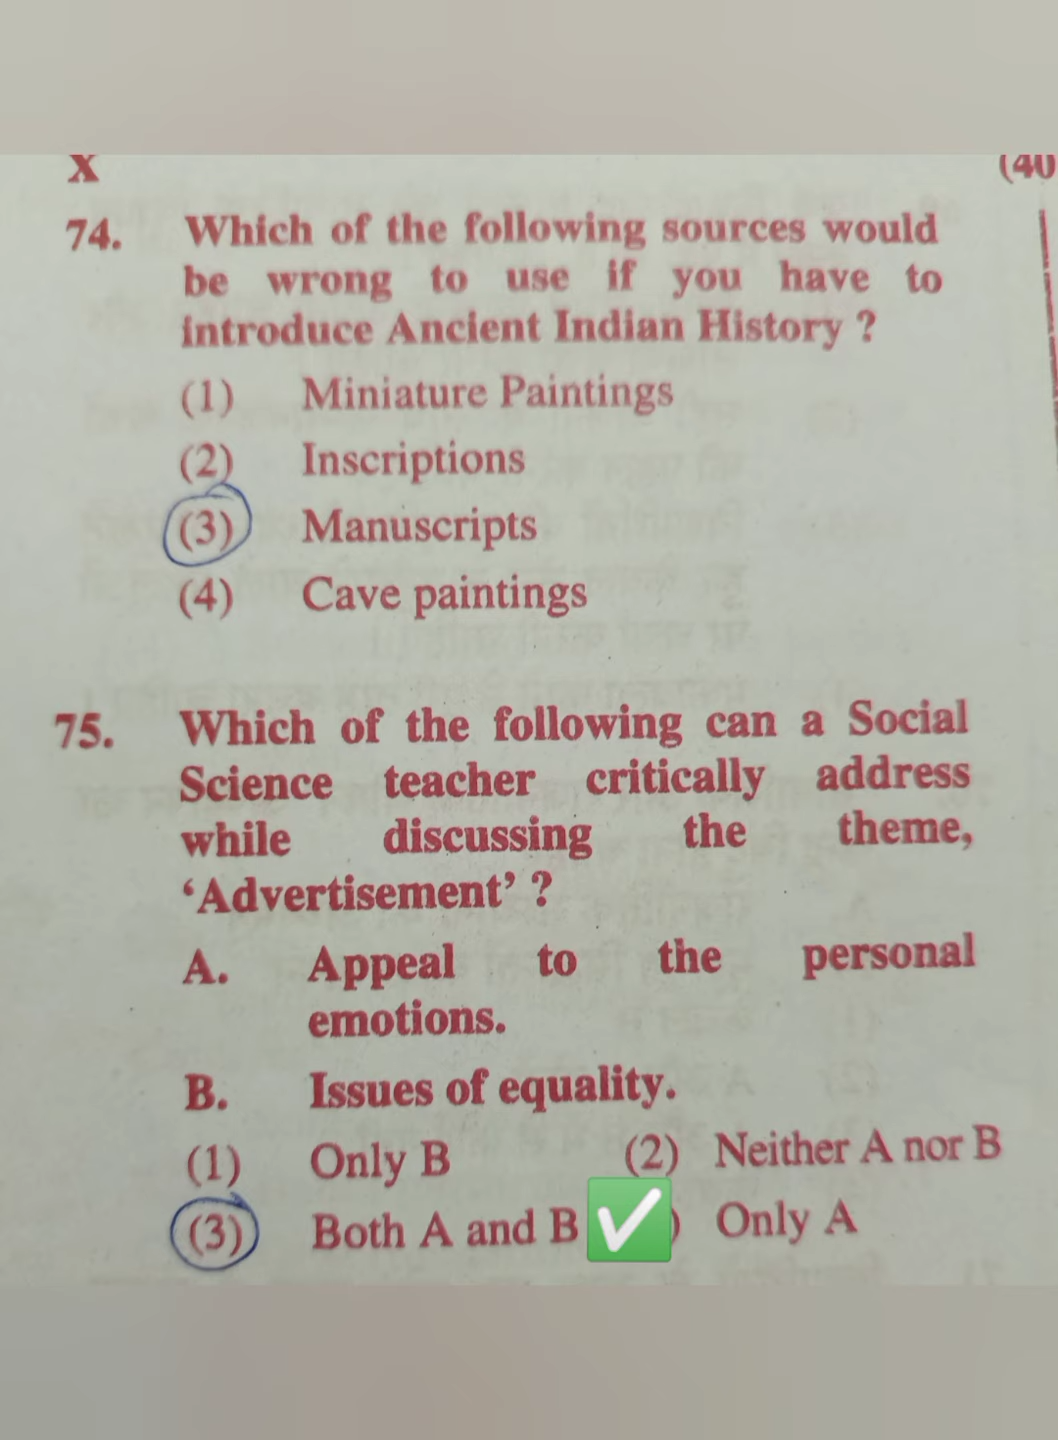 X
(40
74. Which of the following sources would
be wrong to use if you have to
introduce Ancient Indian History ?
(1) Miniature Paintings
(2) Inscriptions
(3) Manuscripts
(4) Cave paintings
75. Which of the following can a Social
Science teacher critically address
while discussing the theme,
‘Advertisement’ ?
A. Appeal to the personal
emotions.
B. Issues of equality.
(1) Only B (2) Neither A nor B
(3) Both A and B ✅ ) Only A